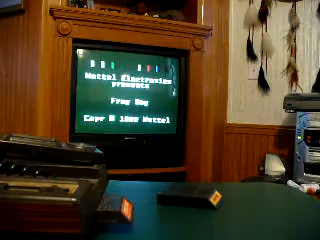 Mattel Electronics
presents
Frog Bog
Copr @ 1982 Mattel